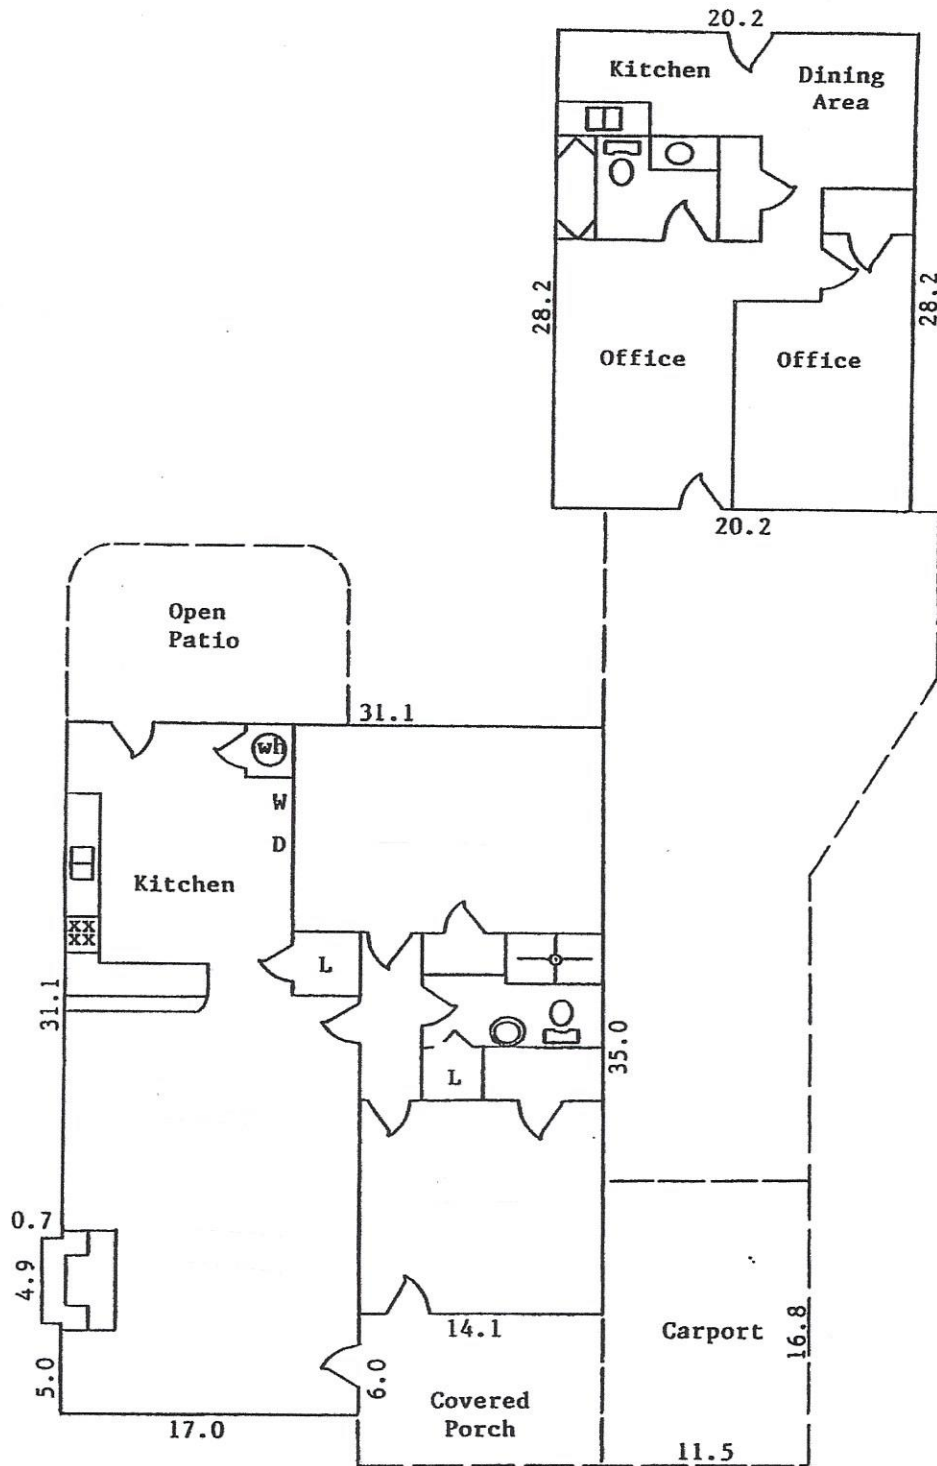 20.2
Kitchen
Dining
Area
28.2
28.2
Office
Office
20.2
Open
Patio
31.1
wh
W
D
Kitchen
XX
XX
L
31.1
35.0
L
0.7
4.9
14.1
Carport
16.8
5.0
6.0
Covered
Porch
17.0
11.5